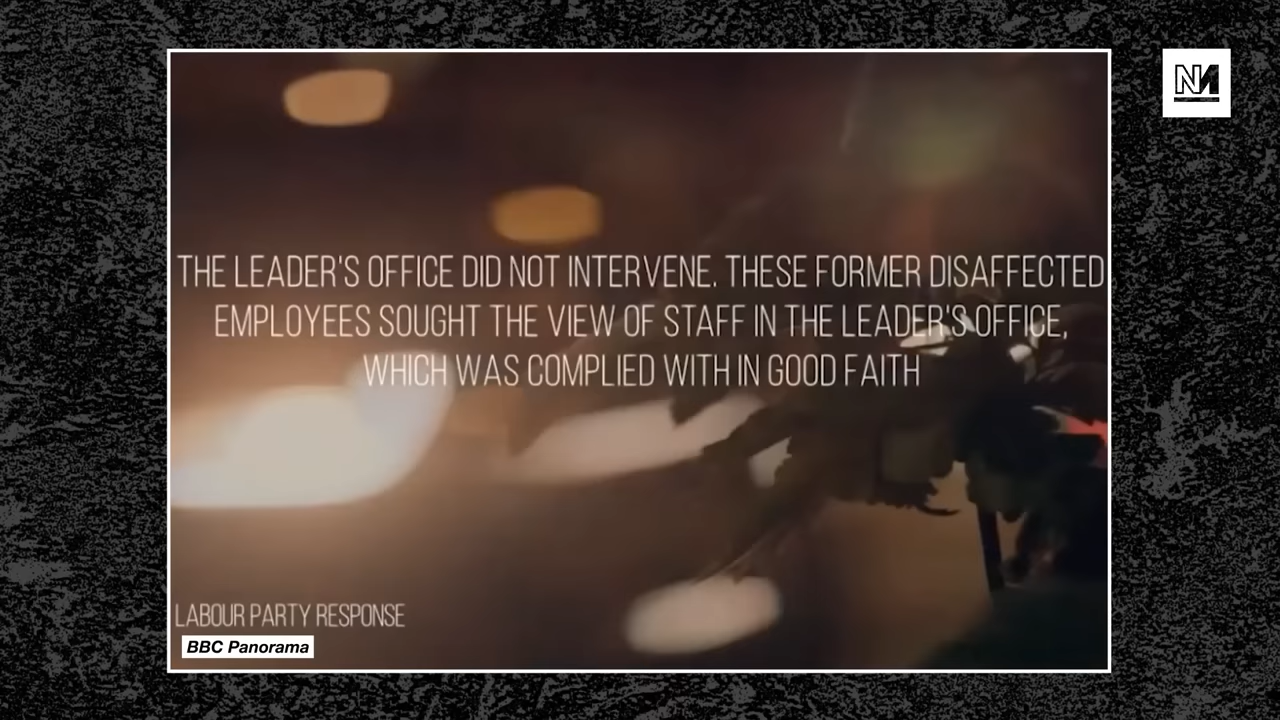 THE LEADER'S OFFICE DID NOT INTERVENE. THESE FORMER DISAFFECTED
EMPLOYEES SOUGHT THE VIEW OF STAFF IN THE LEADER'S OFFICE,
WHICH WAS COMPLIED WITH IN GOOD FAITH
LABOUR PARTY RESPONSE
BBC Panorama